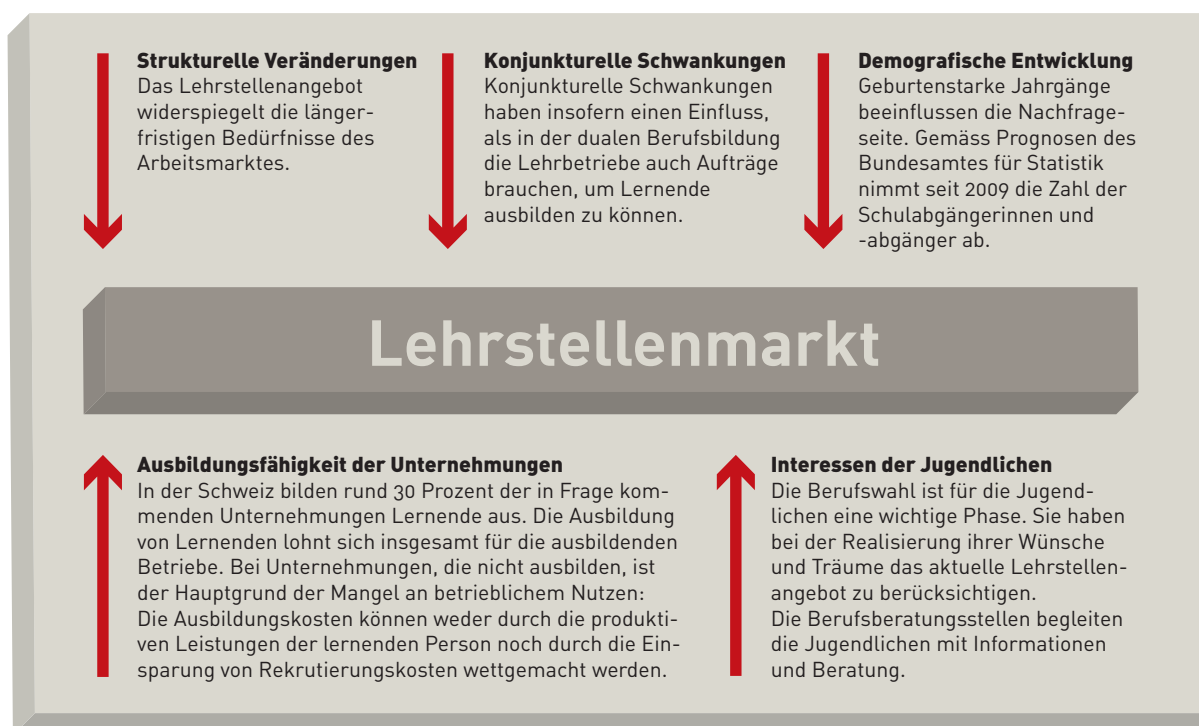 Strukturelle Veränderungen
Das Lehrstellenangebot
widerspiegelt die länger-
fristigen Bedürfnisse des
Arbeitsmarktes.
Konjunkturelle Schwankungen
Konjunkturelle Schwankungen
haben insofern einen Einfluss,
als in der dualen Berufsbildung
die Lehrbetriebe auch Aufträge
brauchen, um Lernende
ausbilden zu können.
Demografische Entwicklung
Geburtenstarke Jahrgänge
beeinflussen die Nachfrage-
seite. Gemäss Prognosen des
Bundesamtes für Statistik
nimmt seit 2009 die Zahl der
Schulabgängerinnen und
-abgänger ab.
Lehrstellenmarkt
Ausbildungsfähigkeit der Unternehmungen
In der Schweiz bilden rund 30 Prozent der in Frage kom-
menden Unternehmungen Lernende aus. Die Ausbildung
von Lernenden lohnt sich insgesamt für die ausbildenden
Betriebe. Bei Unternehmungen, die nicht ausbilden, ist
der Hauptgrund der Mangel an betrieblichem Nutzen:
Die Ausbildungskosten können weder durch die produkti-
ven Leistungen der lernenden Person noch durch die Ein-
sparung von Rekrutierungskosten wettgemacht werden.
Interessen der Jugendlichen
Die Berufswahl ist für die Jugend-
lichen eine wichtige Phase. Sie haben
bei der Realisierung ihrer Wünsche
und Träume das aktuelle Lehrstellen-
angebot zu berücksichtigen.
Die Berufsberatungsstellen begleiten
die Jugendlichen mit Informationen
und Beratung.